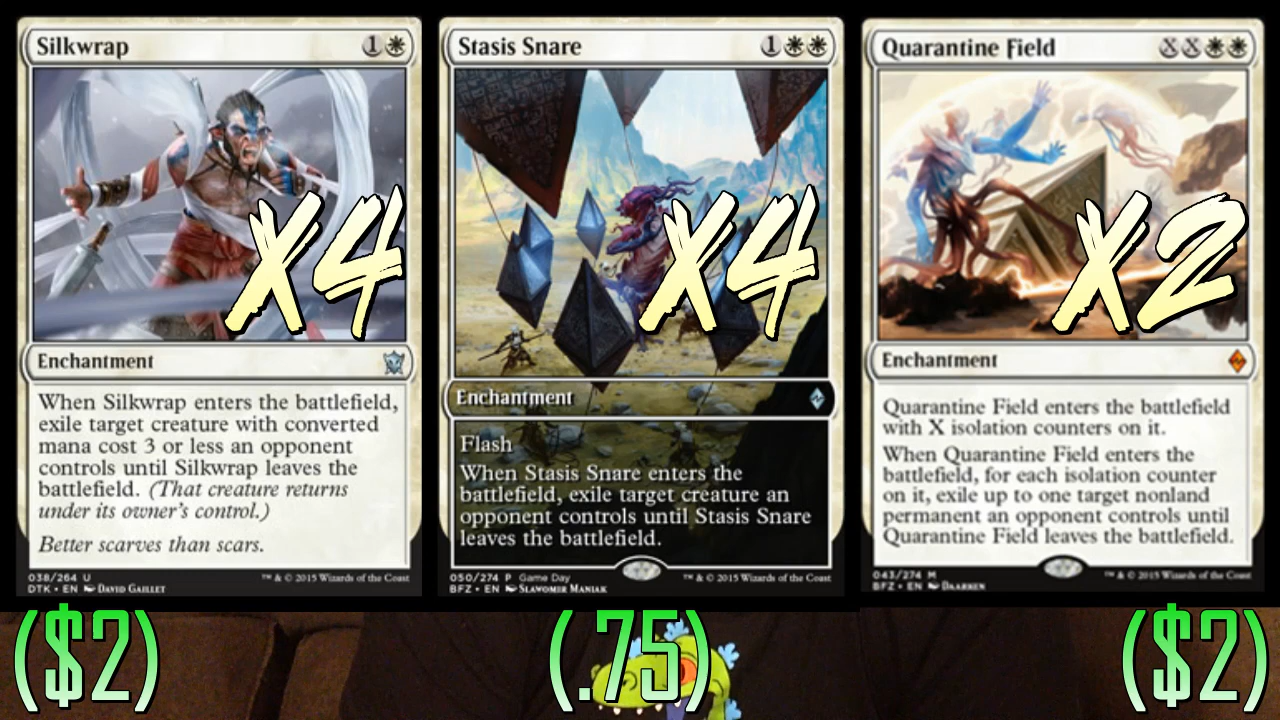 Silkwrap 1
X4
Enchantment
When Silkwrap enters the battlefield,
exile target creature with converted
mana cost 3 or less an opponent
controls until Silkwrap leaves the
battlefield. (That creature returns
under its owner's control.)
Better scarves than scars.
038/264 U
DTK • EN DAVID GAILLET
™ & © 2015 Wizards of the Coast
($2)
Stasis Snare 1
X4
Enchantment
Flash
When Stasis Snare enters the
battlefield, exile target creature an
opponent controls until Stasis Snare
leaves the battlefield.
050/274 P Game Day
BFZ • EN SLAWOMIR MANIAK
™ & © 2015 Wizards of the Coast
(.75)
Quarantine Field X X
X2
Enchantment
Quarantine Field enters the battlefield
with X isolation counters on it.
When Quarantine Field enters the
battlefield, for each isolation counter
on it, exile up to one target nonland
permanent an opponent controls until
Quarantine Field leaves the battlefield.
043/274 M
BFZ • EN DAARKEN
™ & © 2015 Wizards of the Coast
($2)